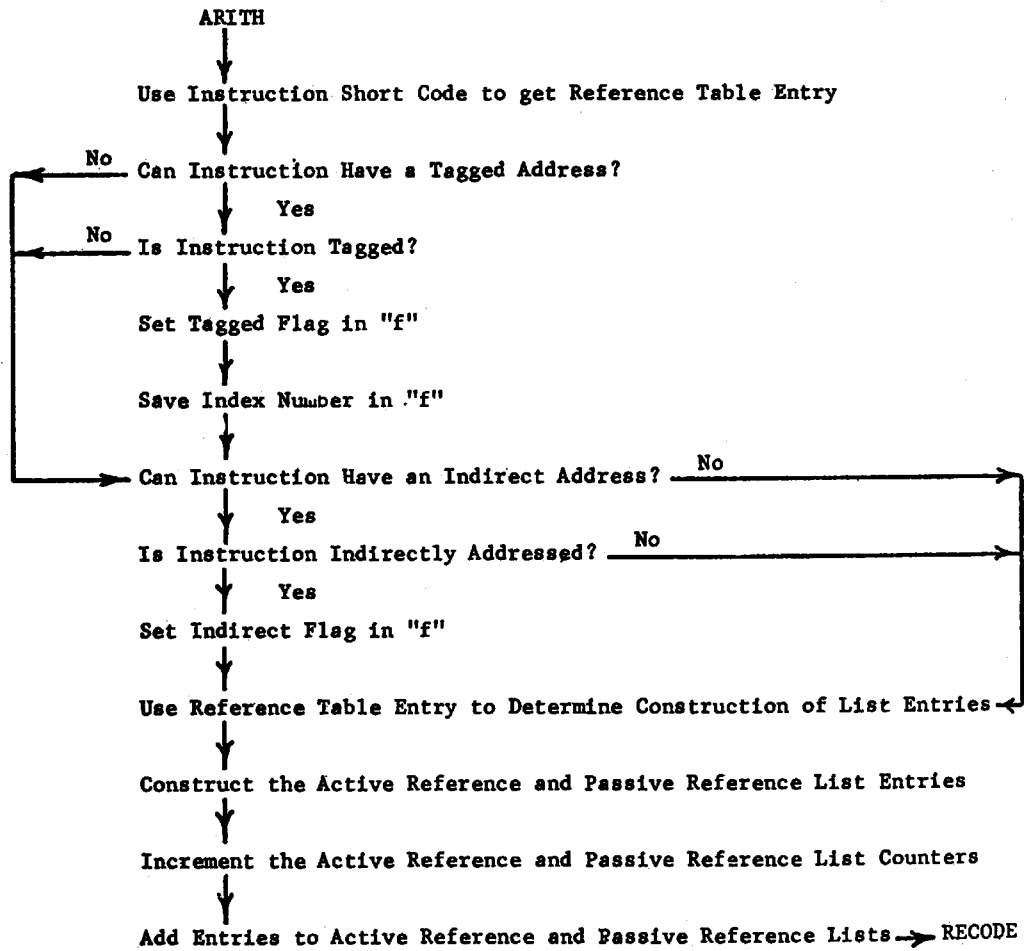 ARITH
Use Instruction Short Code to get Reference Table Entry
No
Can Instruction Have a Tagged Address?
Yes
No
Is Instruction Tagged?
Yes
Set Tagged Flag in "f"
Save Index Number in "f"
Can Instruction Have an Indirect Address?
No
Yes
Is Instruction Indirectly Addressed?
No
Yes
Set Indirect Flag in "f"
Use Reference Table Entry to Determine Construction of List Entries
Construct the Active Reference and Passive Reference List Entries
Increment the Active Reference and Passive Reference List Counters
Add Entries to Active Reference and Passive Reference Lists
RECODE